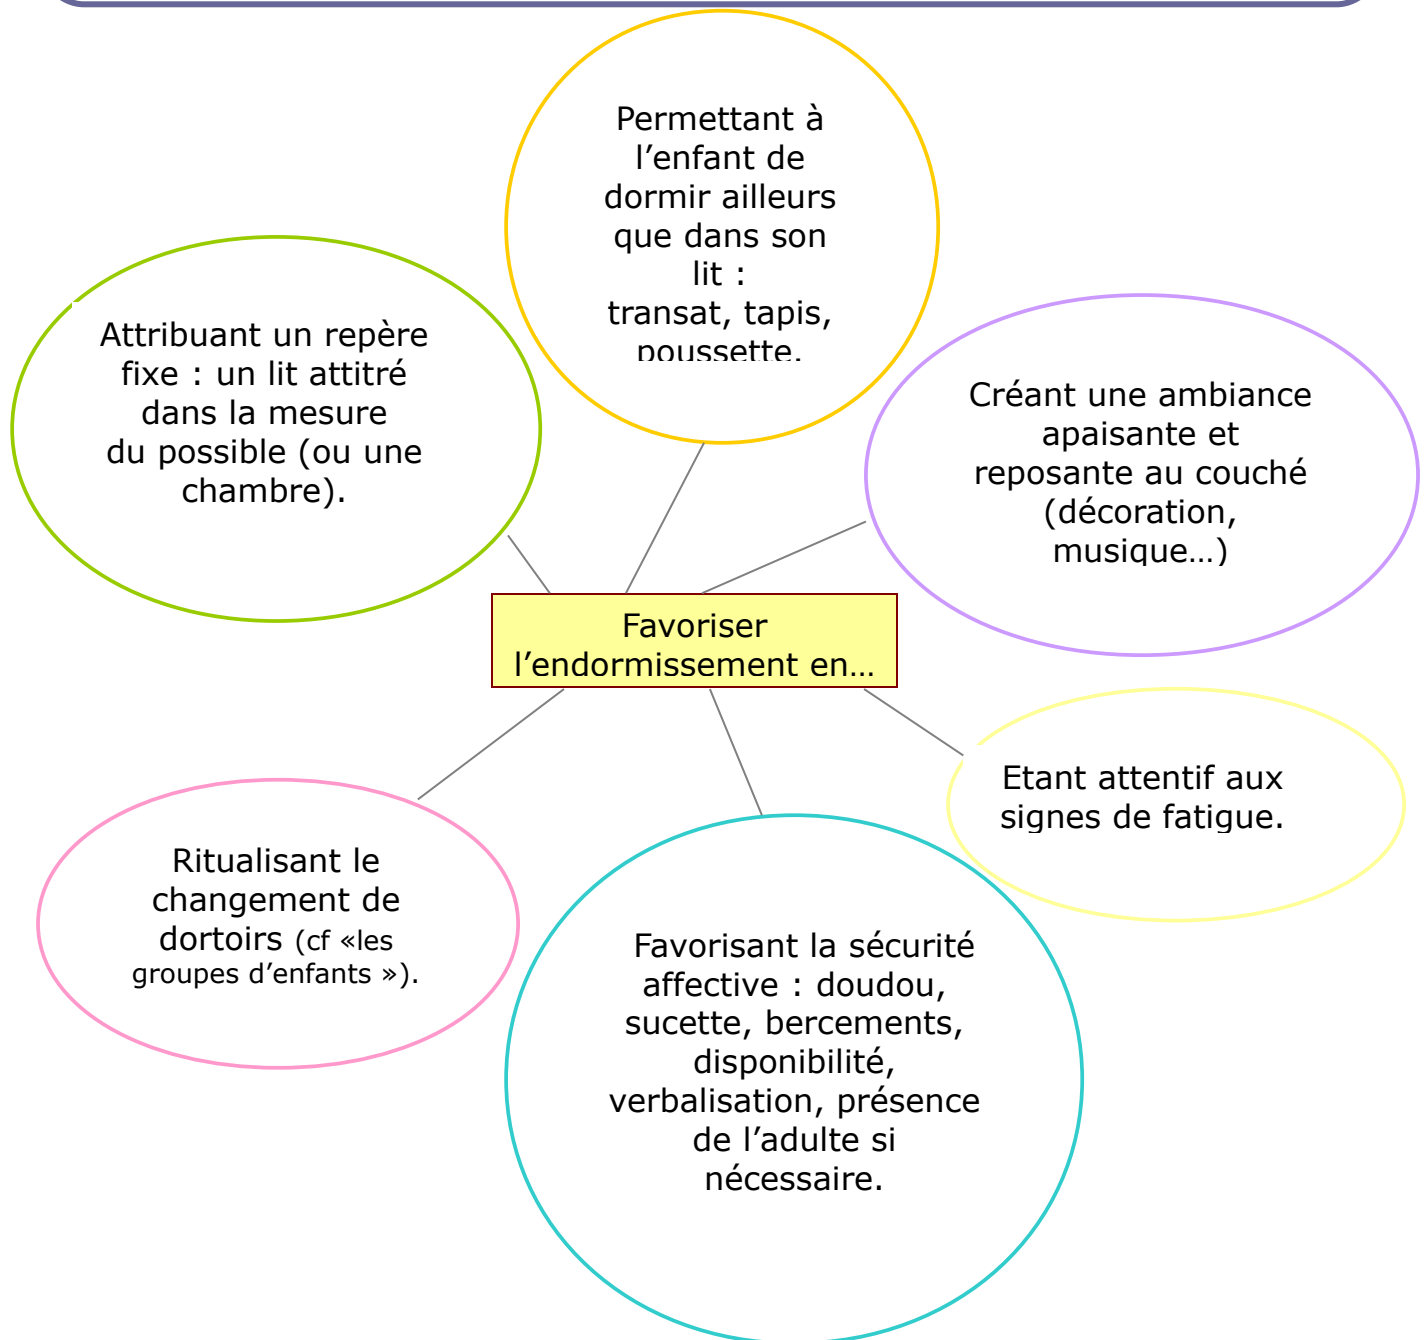 Permettant à
l’enfant de
dormir ailleurs
que dans son
lit :
transat, tapis,
poussette.
Attribuant un repère
fixe : un lit attitré
dans la mesure
du possible (ou une
chambre).
Créant une ambiance
apaisante et
reposante au couché
(décoration,
musique…)
Favoriser
l’endormissement en…
Etant attentif aux
signes de fatigue.
Ritualisant le
changement de
dortoirs (cf «les
groupes d’enfants »).
Favorisant la sécurité
affective : doudou,
sucette, bercements,
disponibilité,
verbalisation, présence
de l’adulte si
nécessaire.